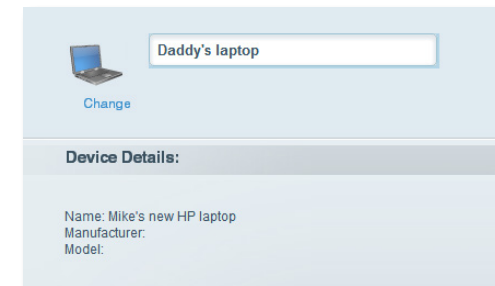 Daddy's laptop
Change
Device Details:
Name: Mike's new HP laptop
Manufacturer:
Model: